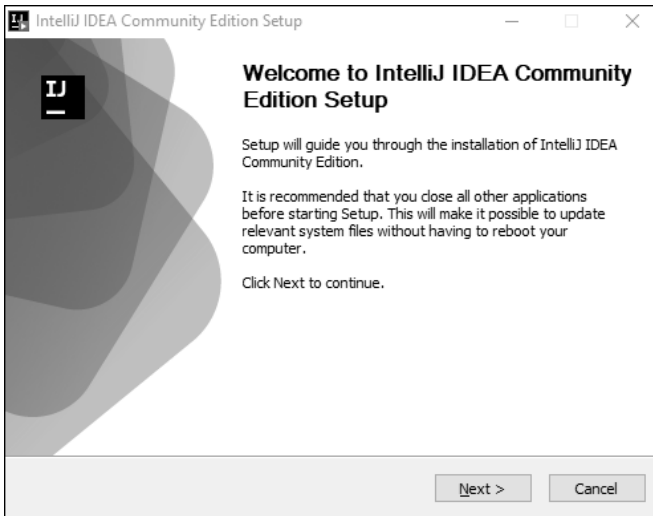 IntelliJ IDEA Community Edition Setup
IJ
Welcome to IntelliJ IDEA Community
Edition Setup
Setup will guide you through the installation of IntelliJ IDEA
Community Edition.
It is recommended that you close all other applications
before starting Setup. This will make it possible to update
relevant system files without having to reboot your
computer.
Click Next to continue.
Next >
Cancel